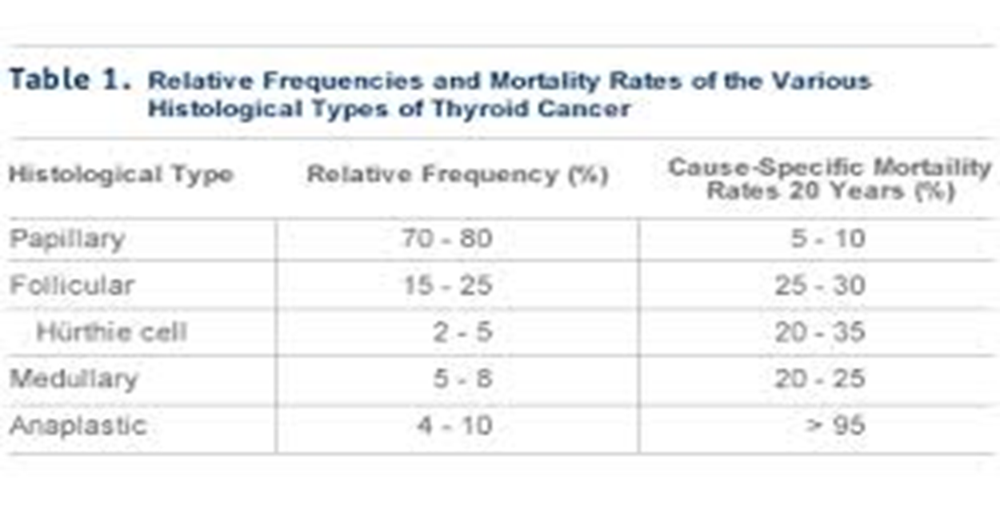 Table 1. Relative Frequencies and Mortality Rates of the Various
Histological Types of Thyroid Cancer
Histological Type Relative Frequency (%) Cause-Specific Mortaility
Rates 20 Years (%)
Papillary 70 - 80 5 - 10
Follicular 15 - 25 25 - 30
Hürthie cell 2 - 5 20 - 35
Medullary 5 - 8 20 - 25
Anaplastic 4 - 10 > 95